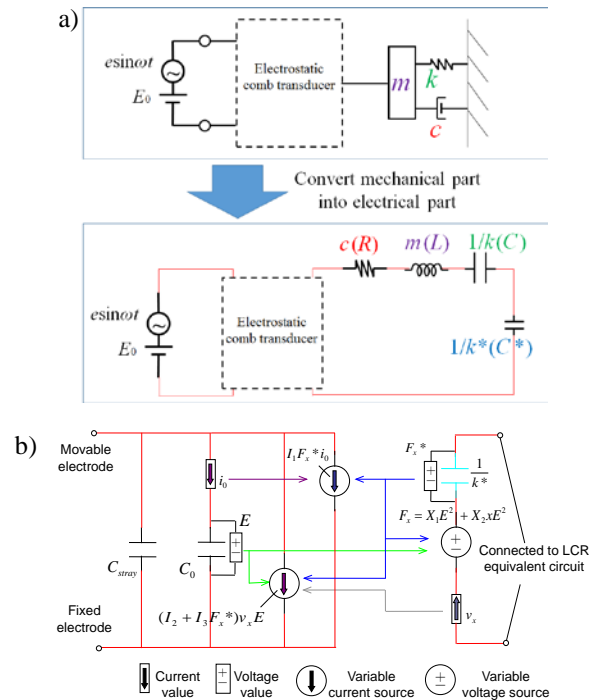 a)
esinωt
E₀
Electrostatic
comb transducer
m
k
c
Convert mechanical part
into electrical part
c(R) m(L) 1/k(C)
esinωt
E₀
Electrostatic
comb transducer
1/k*(C*)
b)
Movable
electrode
I₁Fₓ*i₀
Fₓ*
i₀
1/k*
E
Fₓ = X₁E² + X₂xE²
C_stray
C₀
Connected to LCR
equivalent circuit
Fixed
electrode
(I₂ + I₃Fₓ*)vₓE
vₓ
Current
value
Voltage
value
Variable
current source
Variable
voltage source